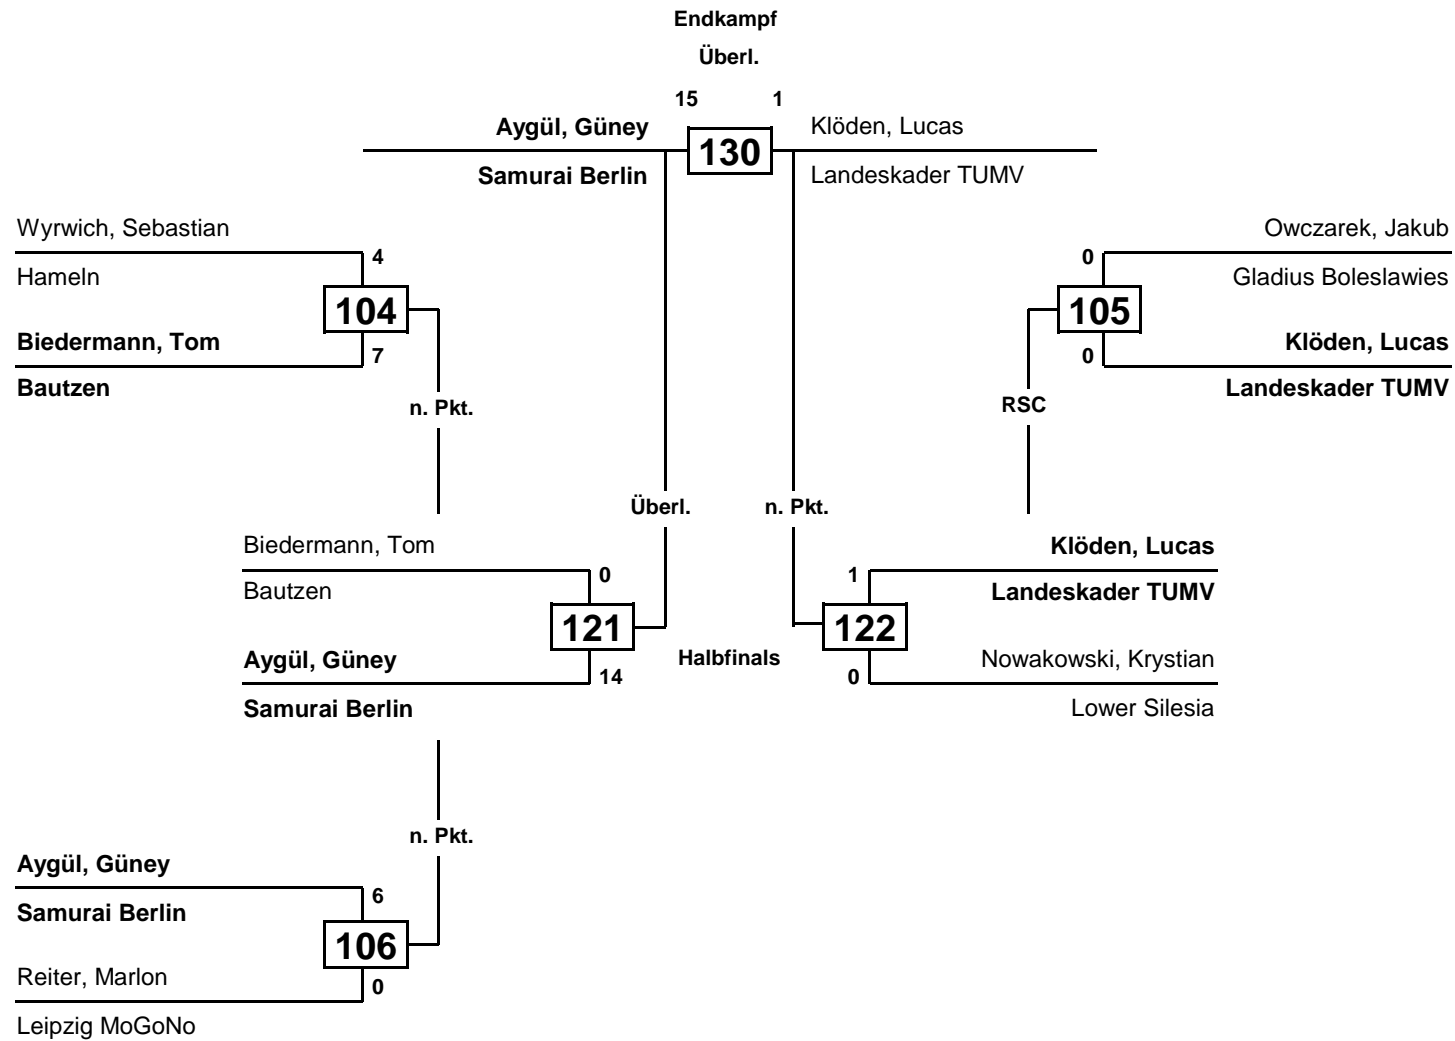 Endkampf
Überl.
15 1
Aygül, Güney
130
Klöden, Lucas
Samurai Berlin
Landeskader TUMV
Wyrwich, Sebastian
4
Hameln
104
Biedermann, Tom
7
Bautzen
n. Pkt.
Owczarek, Jakub
0
Gladius Boleslawies
105
Klöden, Lucas
0
Landeskader TUMV
RSC
Überl.
n. Pkt.
Biedermann, Tom
0
Bautzen
121
Aygül, Güney
14
Samurai Berlin
Halbfinals
Klöden, Lucas
1
Landeskader TUMV
122
Nowakowski, Krystian
0
Lower Silesia
n. Pkt.
Aygül, Güney
6
Samurai Berlin
106
Reiter, Marlon
0
Leipzig MoGoNo